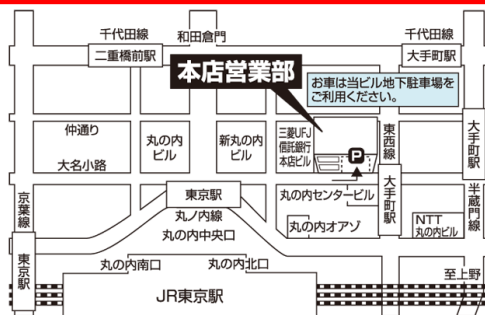 千代田線
和田倉門
千代田線
二重橋前駅
大手町駅
本店営業部
お車は当ビル地下駐車場を
ご利用ください。
仲通り
丸の内
ビル
新丸の内
ビル
三菱UFJ
信託銀行
本店ビル
P
東西線
大手町駅
大名小路
東京駅
丸の内センタービル
大手町駅
半蔵門線
京葉線
丸ノ内線
丸の内中央口
丸の内オアゾ
NTT
丸の内ビル
東京駅
丸の内南口
丸の内北口
至上野
JR東京駅